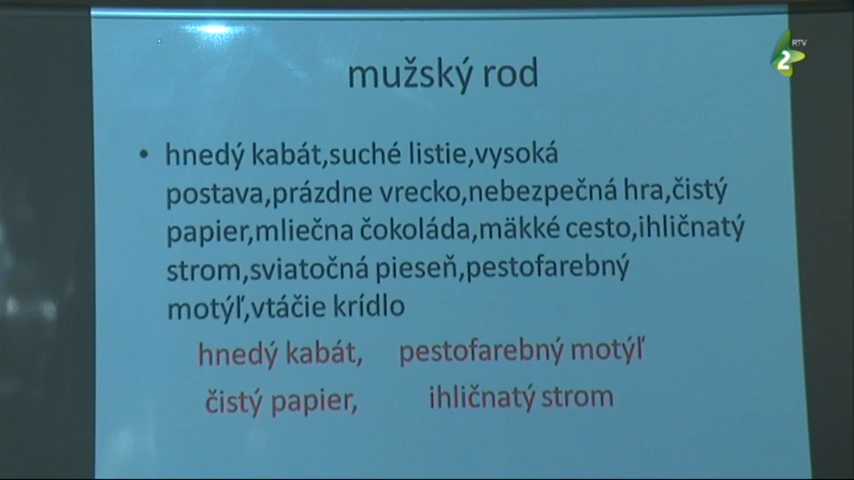 mužský rod
• hnedý kabát,suché listie,vysoká
postava,prázdne vrecko,nebezpečná hra,čistý
papier,mliečna čokoláda,mäkké cesto,ihličnatý
strom,sviatočná pieseň,pestofarebný
motýľ,vtáčie krídlo
hnedý kabát, pestofarebný motýľ
čistý papier, ihličnatý strom
RTV
2